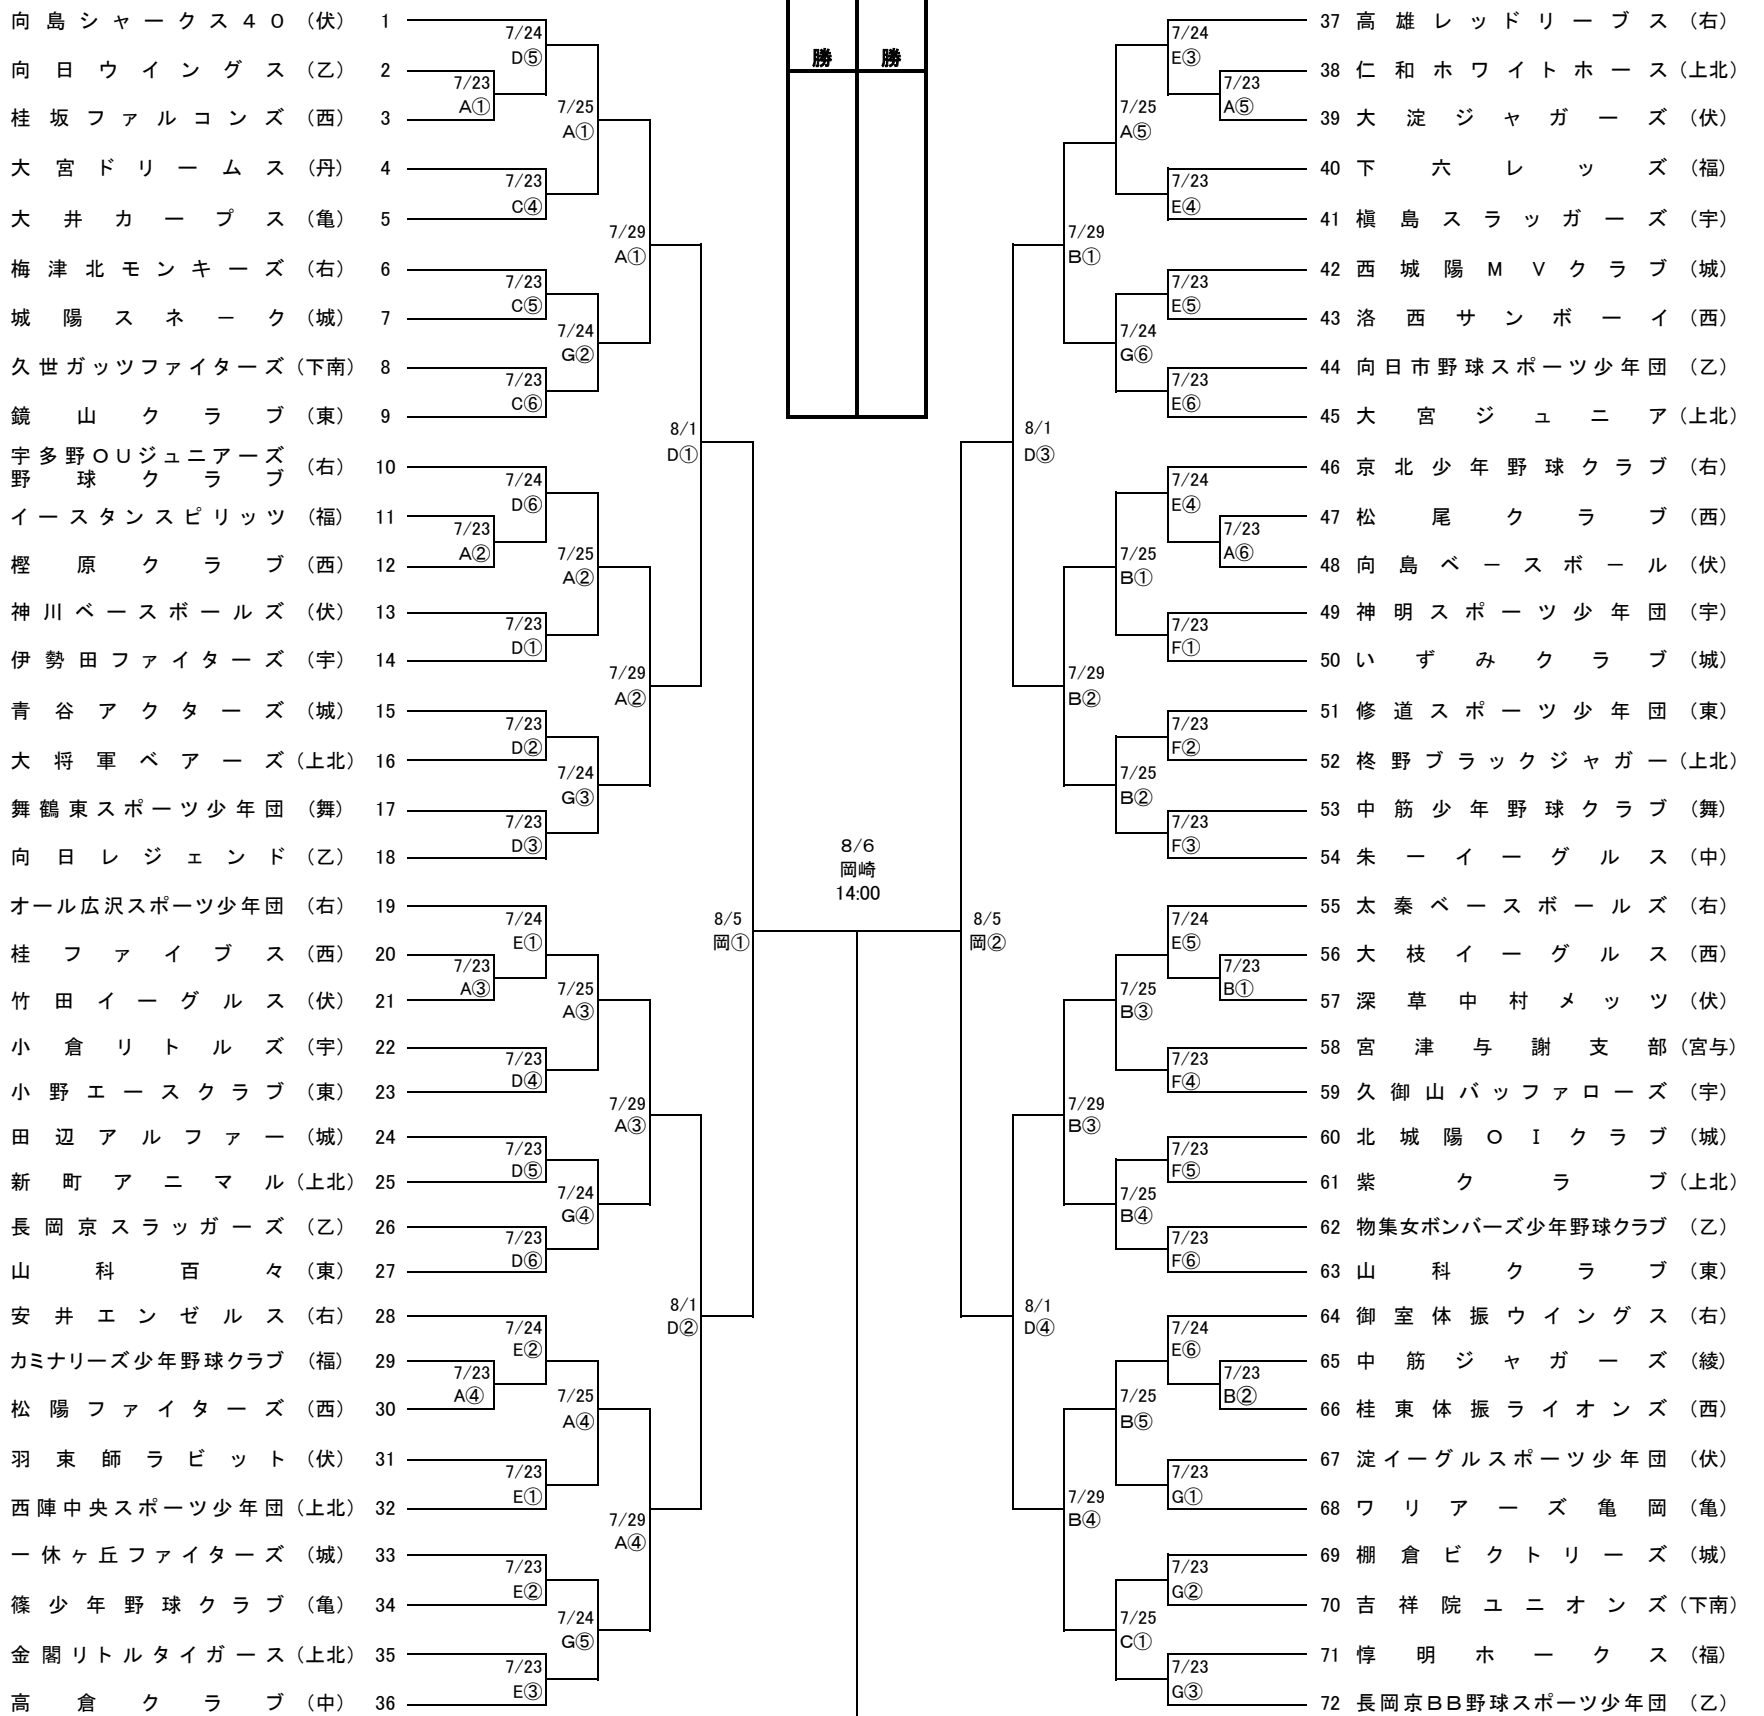 向島シャークス４０（伏） 1
向日ウイングス（乙） 2
桂坂ファルコンズ（西） 3
大宮ドリームス（丹） 4
大井カープス（亀） 5
梅津北モンキーズ（右） 6
城陽スネーク（城） 7
久世ガッツファイターズ（下南） 8
鏡山クラブ（東） 9
宇多野ＯＵジュニアーズ
野球クラブ（右） 10
イースタンスピリッツ（福） 11
樫原クラブ（西） 12
神川ベースボールズ（伏） 13
伊勢田ファイターズ（宇） 14
青谷アクターズ（城） 15
大将軍ベアーズ（上北） 16
舞鶴東スポーツ少年団（舞） 17
向日レジェンド（乙） 18
オール広沢スポーツ少年団（右） 19
桂ファイブス（西） 20
竹田イーグルス（伏） 21
小倉リトルズ（宇） 22
小野エースクラブ（東） 23
田辺アルファー（城） 24
新町アニマル（上北） 25
長岡京スラッガーズ（乙） 26
山科百々（東） 27
安井エンゼルス（右） 28
カミナリーズ少年野球クラブ（福） 29
松陽ファイターズ（西） 30
羽束師ラビット（伏） 31
西陣中央スポーツ少年団（上北） 32
一休ヶ丘ファイターズ（城） 33
篠少年野球クラブ（亀） 34
金閣リトルタイガース（上北） 35
高倉クラブ（中） 36
7/23
A①
7/23
A②
7/23
A③
7/23
A④
7/24
D⑤
7/23
C④
7/23
C⑤
7/23
C⑥
7/24
D⑥
7/23
D①
7/23
D②
7/23
D③
7/24
E①
7/23
D④
7/23
D⑤
7/23
D⑥
7/24
E②
7/23
E①
7/23
E②
7/23
E③
7/25
A①
7/24
G②
7/25
A②
7/24
G③
7/25
A③
7/24
G④
7/25
A④
7/24
G⑤
7/29
A①
7/29
A②
7/29
A③
7/29
A④
8/1
D①
8/1
D②
8/5
岡①
勝 勝
8/6
岡崎
14:00
8/5
岡②
8/1
D③
8/1
D④
7/29
B①
7/29
B②
7/29
B③
7/29
B④
7/25
A⑤
7/24
G⑥
7/25
B①
7/25
B②
7/25
B③
7/25
B④
7/25
B⑤
7/25
C①
7/24
E③
7/23
E④
7/23
E⑤
7/23
E⑥
7/24
E④
7/23
F①
7/23
F②
7/23
F③
7/24
E⑤
7/23
F④
7/23
F⑤
7/23
F⑥
7/24
E⑥
7/23
G①
7/23
G②
7/23
G③
7/23
A⑤
7/23
A⑥
7/23
B①
7/23
B②
37 高雄レッドリーブス（右）
38 仁和ホワイトホース（上北）
39 大淀ジャガーズ（伏）
40 下六レッズ（福）
41 槇島スラッガーズ（宇）
42 西城陽ＭＶクラブ（城）
43 洛西サンボーイ（西）
44 向日市野球スポーツ少年団（乙）
45 大宮ジュニア（上北）
46 京北少年野球クラブ（右）
47 松尾クラブ（西）
48 向島ベースボール（伏）
49 神明スポーツ少年団（宇）
50 いずみクラブ（城）
51 修道スポーツ少年団（東）
52 柊野ブラックジャガー（上北）
53 中筋少年野球クラブ（舞）
54 朱一イーグルス（中）
55 太秦ベースボールズ（右）
56 大枝イーグルス（西）
57 深草中村メッツ（伏）
58 宮津与謝支部（宮与）
59 久御山バッファローズ（宇）
60 北城陽ＯＩクラブ（城）
61 紫クラブ（上北）
62 物集女ボンバーズ少年野球クラブ（乙）
63 山科クラブ（東）
64 御室体振ウイングス（右）
65 中筋ジャガーズ（綾）
66 桂東体振ライオンズ（西）
67 淀イーグルスポーツ少年団（伏）
68 ワリアーズ亀岡（亀）
69 棚倉ビクトリーズ（城）
70 吉祥院ユニオンズ（下南）
71 惇明ホークス（福）
72 長岡京ＢＢ野球スポーツ少年団（乙）